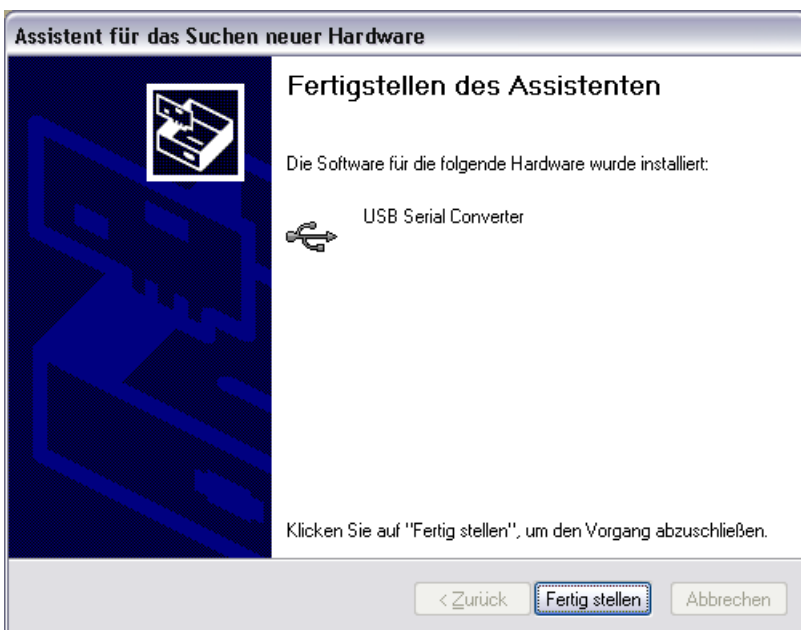 Assistent für das Suchen neuer Hardware
Fertigstellen des Assistenten
Die Software für die folgende Hardware wurde installiert:
USB Serial Converter
Klicken Sie auf "Fertig stellen", um den Vorgang abzuschließen.
< Zurück
Fertig stellen
Abbrechen